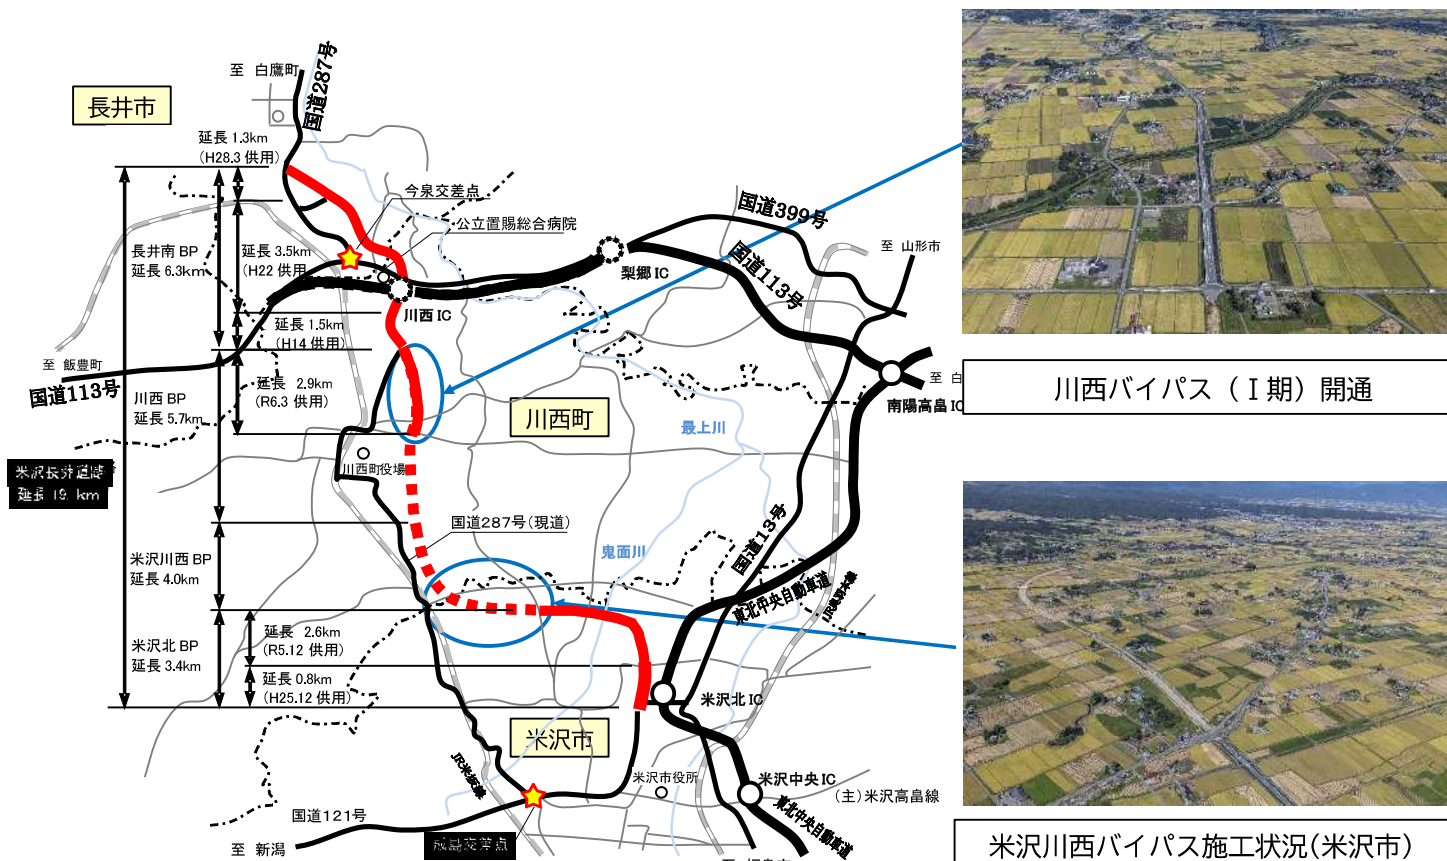 至 白鷹町
国道287号
長井市
延長 1.3km
(H28.3 供用)
今泉交差点
公立置賜総合病院
長井南 BP
延長 6.3km
延長 3.5km
(H22 供用
国道399号
国道113号
至 山形市
梨郷 IC
川西 IC
延長 1.5km
(H14 供用)
至 飯豊町
国道113号
延長 2.9km
(R6.3 供用)
川西 BP
延長 5.7km
川西町
至 白
南陽高畠 IC
最上川
川西町役場
米沢長井道路
延長 19. km
国道287号(現道)
鬼面川
国道13号
米沢川西 BP
延長 4.0km
東北中央自動車道
米沢北 BP
延長 3.4km
延長 2.6km
(R5.12 供用)
延長 0.8km
(H25.12 供用)
米沢北 IC
米沢市
JR米坂線
米沢市役所
米沢中央 IC
(主)米沢高畠線
東北中央自動車道
国道121号
至 新潟
成島交差点
川西バイパス（Ⅰ期）開通
米沢川西バイパス施工状況(米沢市)